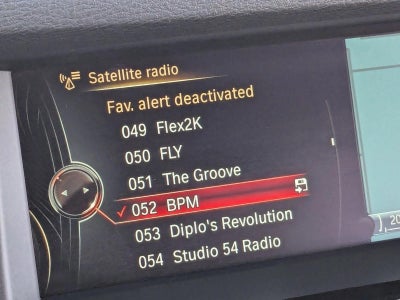 Satellite radio
Fav. alert deactivated
049 Flex2K
050 FLY
051 The Groove
052 BPM
053 Diplo's Revolution
054 Studio 54 Radio